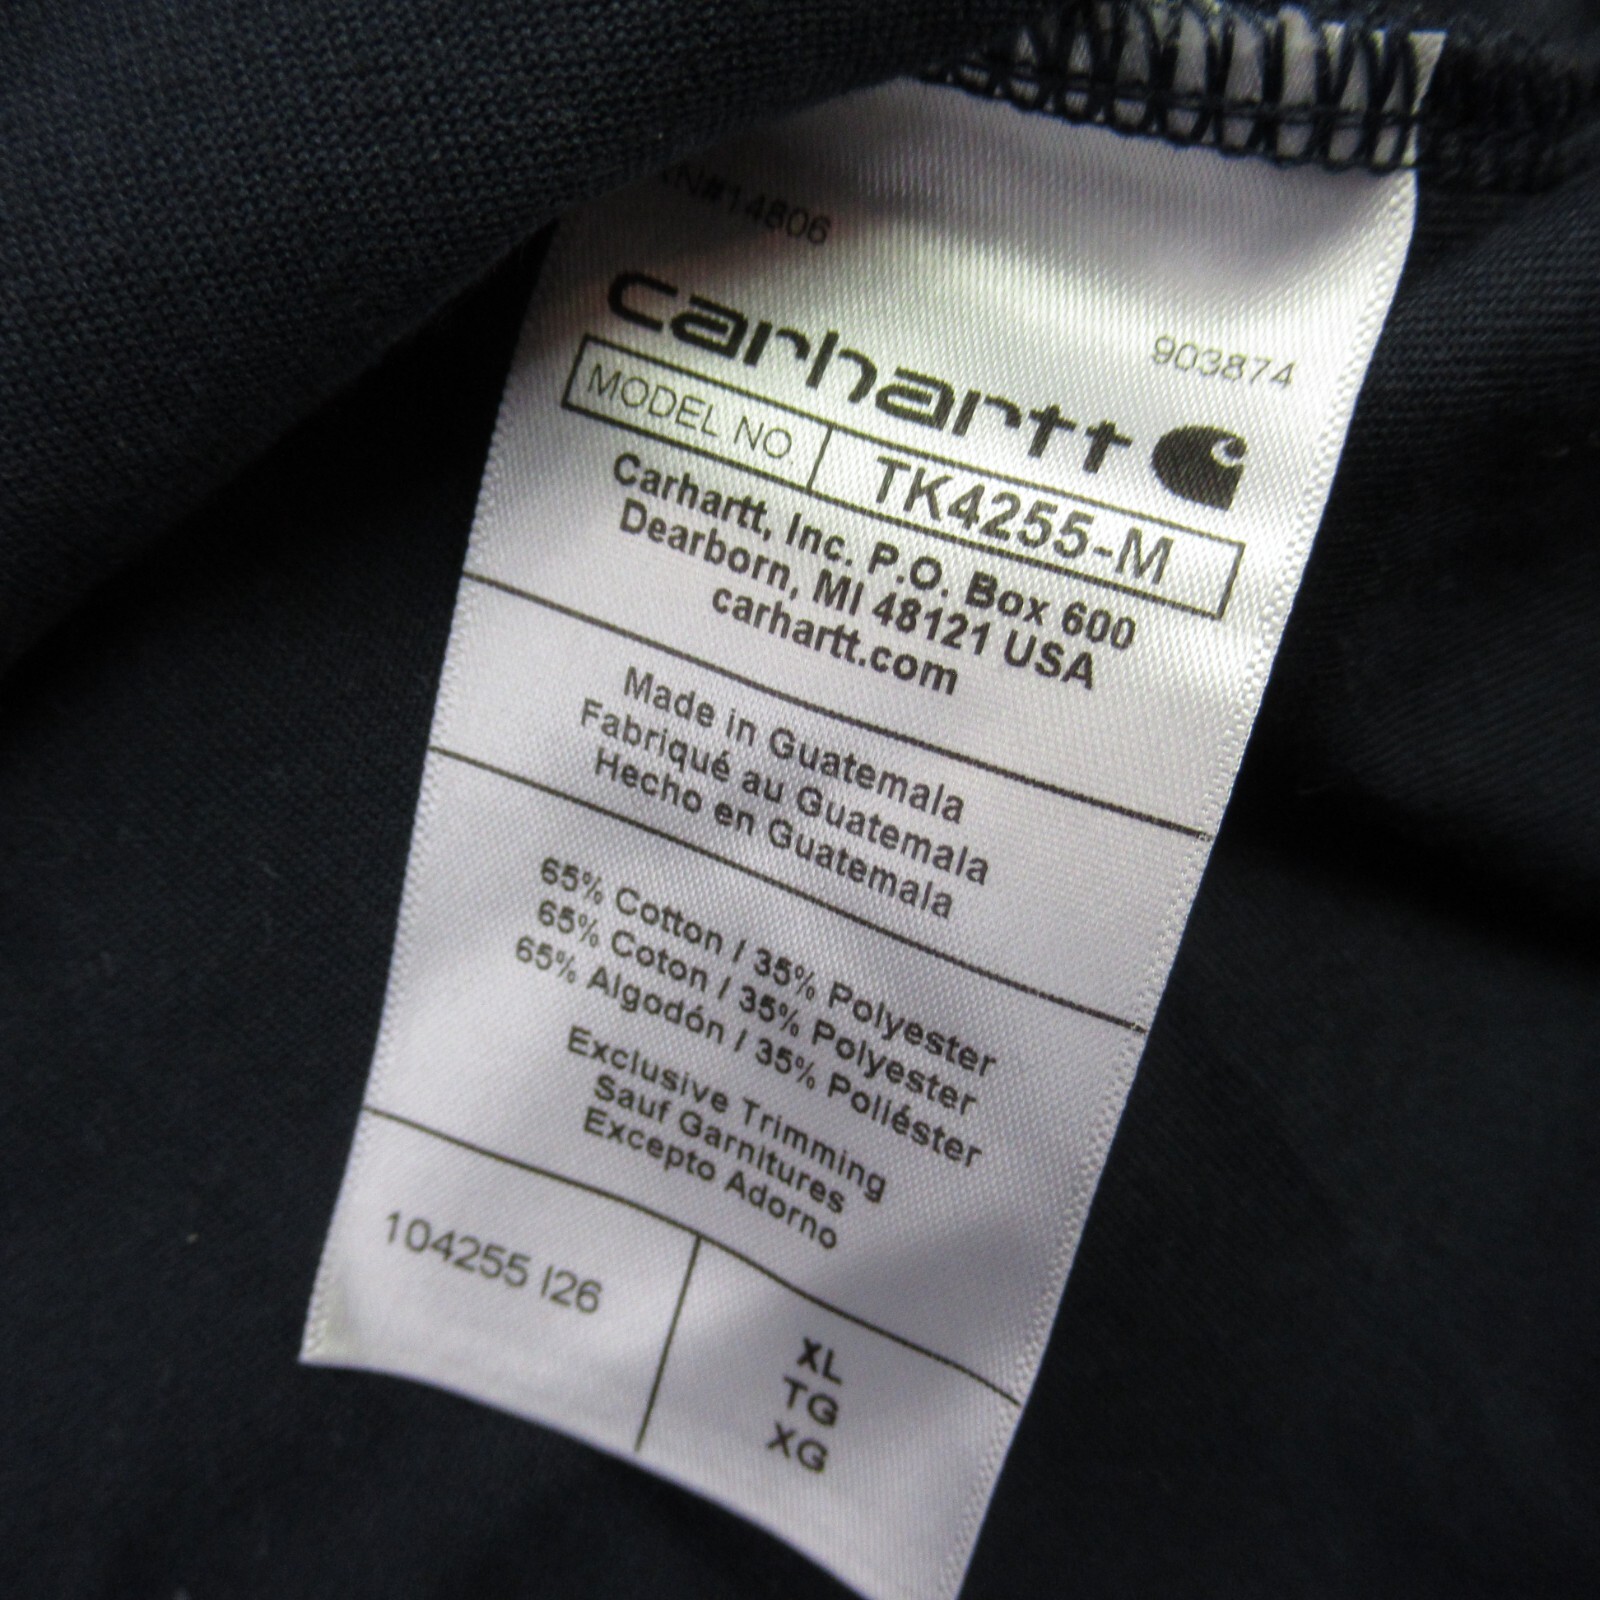 N#14806
903874
carhartt
MODEL NO. TK4255-M
Carhartt, Inc. P.O. Box 600
Dearborn, MI 48121 USA
carhartt.com
Made in Guatemala
Fabriqué au Guatemala
Hecho en Guatemala
65% Cotton / 35% Polyester
65% Coton / 35% Polyester
65% Algodón / 35% Poliéster
Exclusive Trimming
Sauf Garnitures
Excepto Adorno
104255 I26
XL
TG
XG